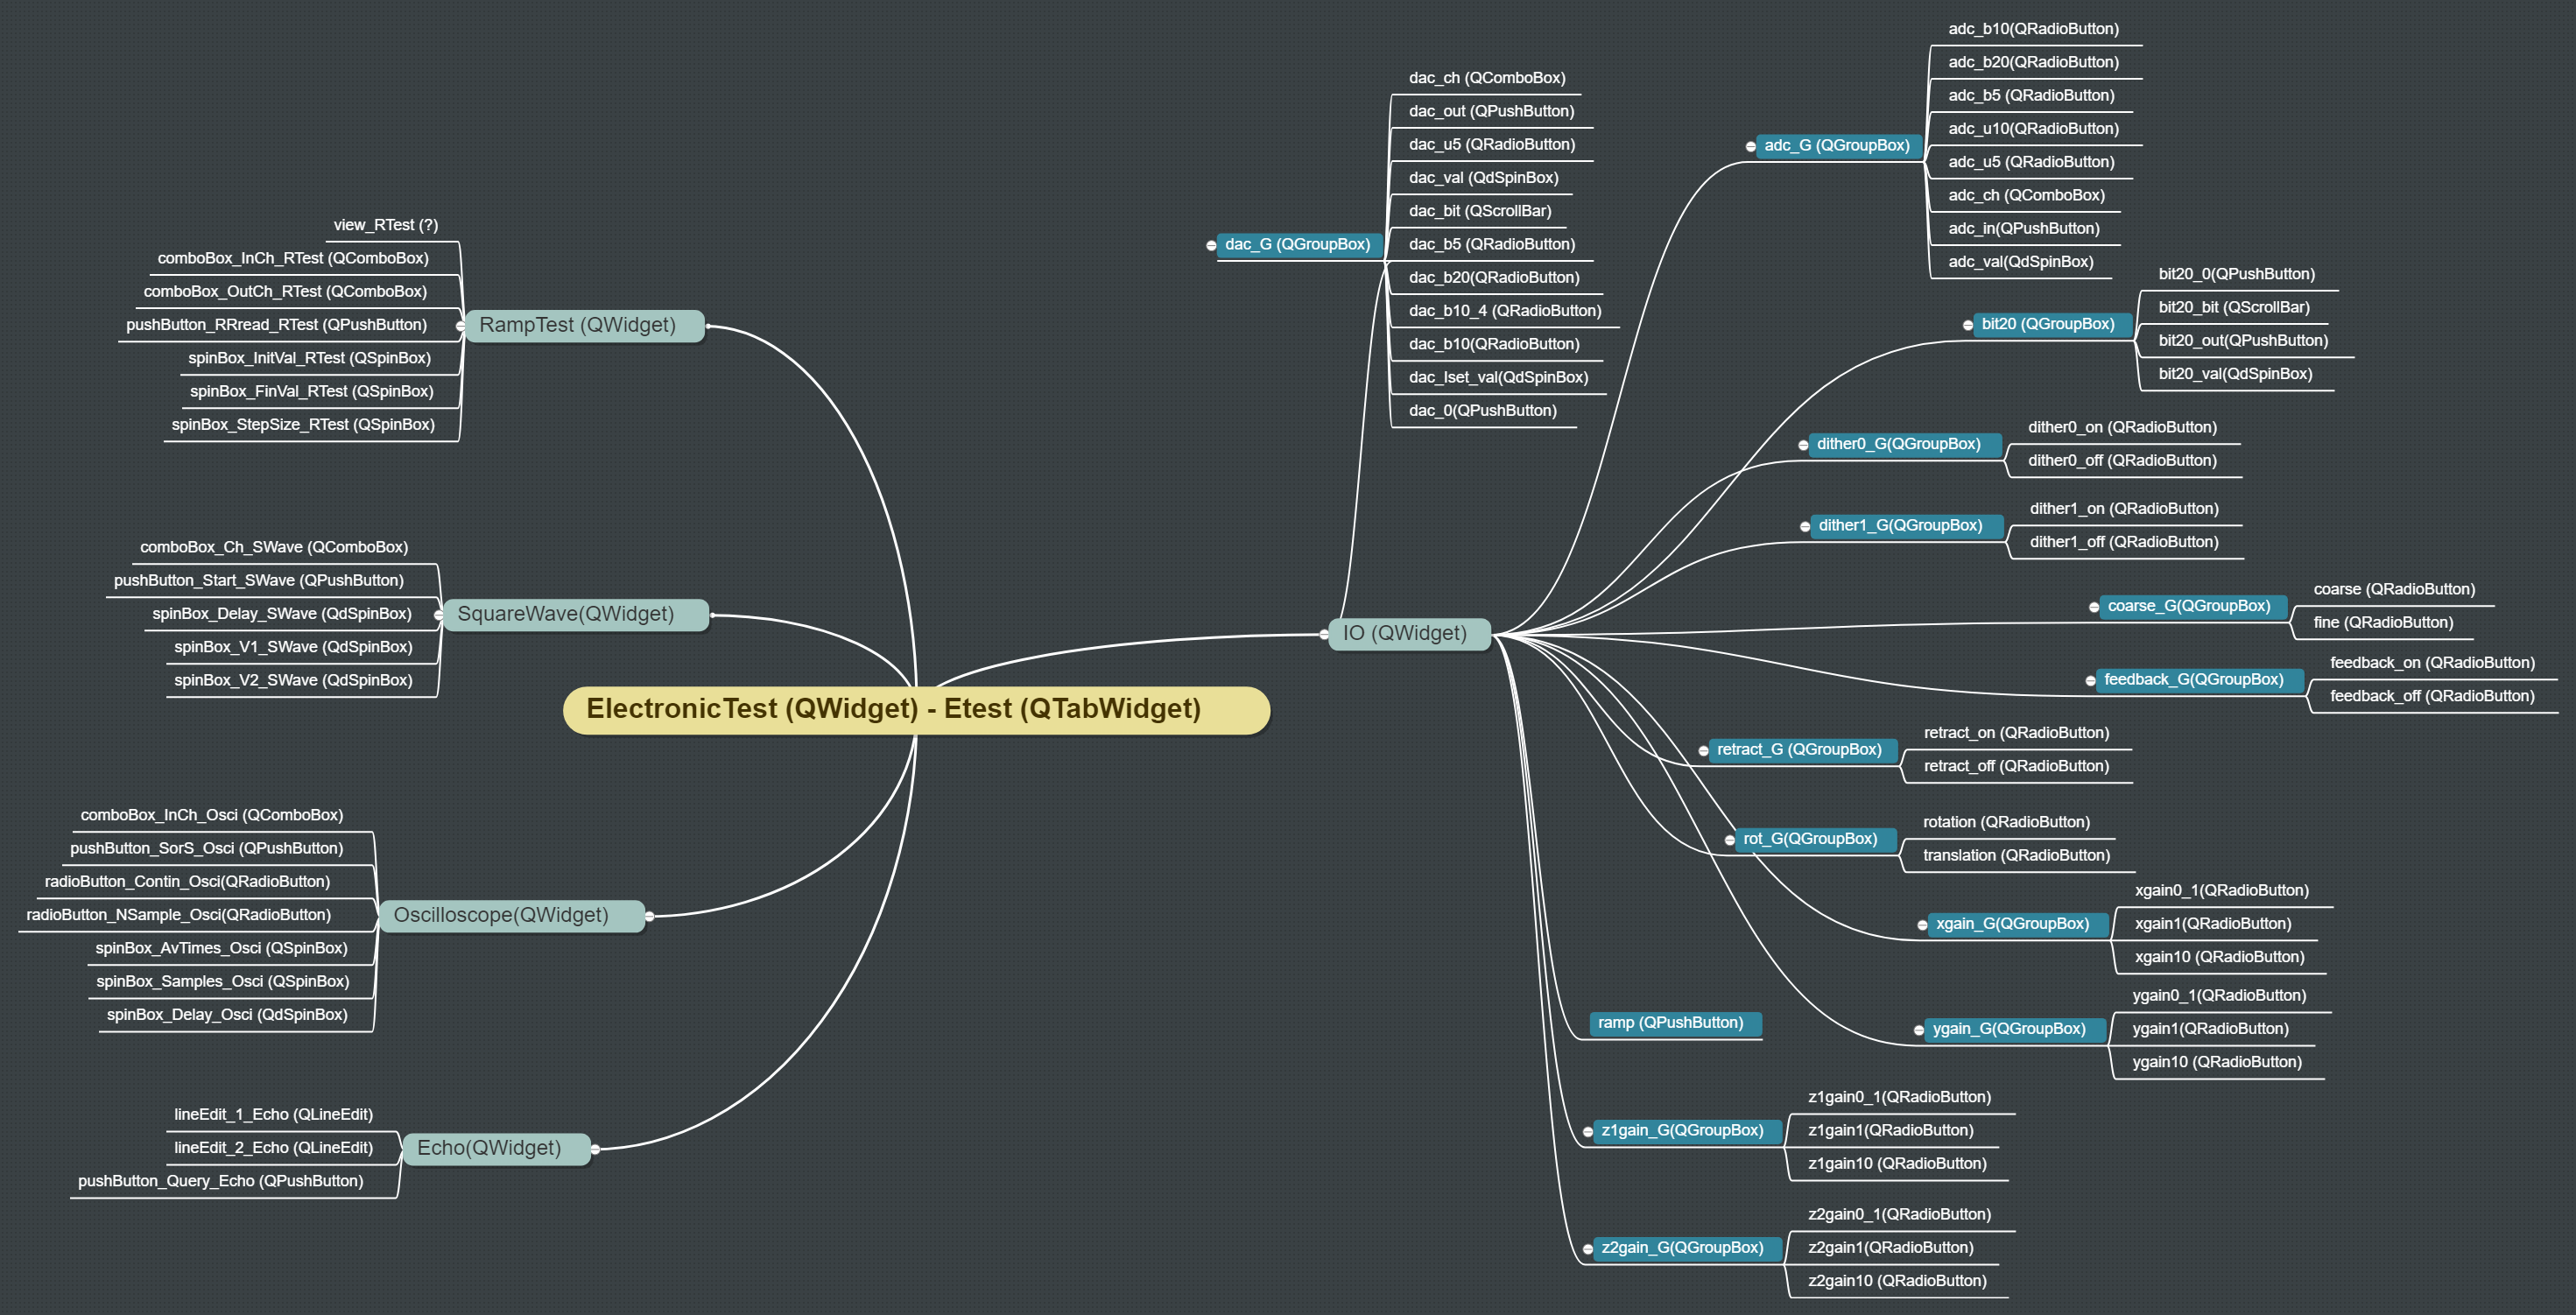 ElectronicTest (QWidget) - Etest (QTabWidget)
RampTest (QWidget)
view_RTest (?)
comboBox_InCh_RTest (QComboBox)
comboBox_OutCh_RTest (QComboBox)
pushButton_RRread_RTest (QPushButton)
spinBox_InitVal_RTest (QSpinBox)
spinBox_FinVal_RTest (QSpinBox)
spinBox_StepSize_RTest (QSpinBox)
SquareWave(QWidget)
comboBox_Ch_SWave (QComboBox)
pushButton_Start_SWave (QPushButton)
spinBox_Delay_SWave (QdSpinBox)
spinBox_V1_SWave (QdSpinBox)
spinBox_V2_SWave (QdSpinBox)
Oscilloscope(QWidget)
comboBox_InCh_Osci (QComboBox)
pushButton_SorS_Osci (QPushButton)
radioButton_Contin_Osci(QRadioButton)
radioButton_NSample_Osci(QRadioButton)
spinBox_AvTimes_Osci (QSpinBox)
spinBox_Samples_Osci (QSpinBox)
spinBox_Delay_Osci (QdSpinBox)
Echo(QWidget)
lineEdit_1_Echo (QLineEdit)
lineEdit_2_Echo (QLineEdit)
pushButton_Query_Echo (QPushButton)
IO (QWidget)
dac_G (QGroupBox)
dac_ch (QComboBox)
dac_out (QPushButton)
dac_u5 (QRadioButton)
dac_val (QdSpinBox)
dac_bit (QScrollBar)
dac_b5 (QRadioButton)
dac_b20(QRadioButton)
dac_b10_4 (QRadioButton)
dac_b10(QRadioButton)
dac_Iset_val(QdSpinBox)
dac_0(QPushButton)
adc_G (QGroupBox)
adc_b10(QRadioButton)
adc_b20(QRadioButton)
adc_b5 (QRadioButton)
adc_u10(QRadioButton)
adc_u5 (QRadioButton)
adc_ch (QComboBox)
adc_in(QPushButton)
adc_val(QdSpinBox)
bit20 (QGroupBox)
bit20_0(QPushButton)
bit20_bit (QScrollBar)
bit20_out(QPushButton)
bit20_val(QdSpinBox)
dither0_G(QGroupBox)
dither0_on (QRadioButton)
dither0_off (QRadioButton)
dither1_G(QGroupBox)
dither1_on (QRadioButton)
dither1_off (QRadioButton)
coarse_G(QGroupBox)
coarse (QRadioButton)
fine (QRadioButton)
feedback_G(QGroupBox)
feedback_on (QRadioButton)
feedback_off (QRadioButton)
retract_G (QGroupBox)
retract_on (QRadioButton)
retract_off (QRadioButton)
rot_G(QGroupBox)
rotation (QRadioButton)
translation (QRadioButton)
xgain_G(QGroupBox)
xgain0_1(QRadioButton)
xgain1(QRadioButton)
xgain10 (QRadioButton)
ygain_G(QGroupBox)
ygain0_1(QRadioButton)
ygain1(QRadioButton)
ygain10 (QRadioButton)
ramp (QPushButton)
z1gain_G(QGroupBox)
z1gain0_1(QRadioButton)
z1gain1(QRadioButton)
z1gain10 (QRadioButton)
z2gain_G(QGroupBox)
z2gain0_1(QRadioButton)
z2gain1(QRadioButton)
z2gain10 (QRadioButton)